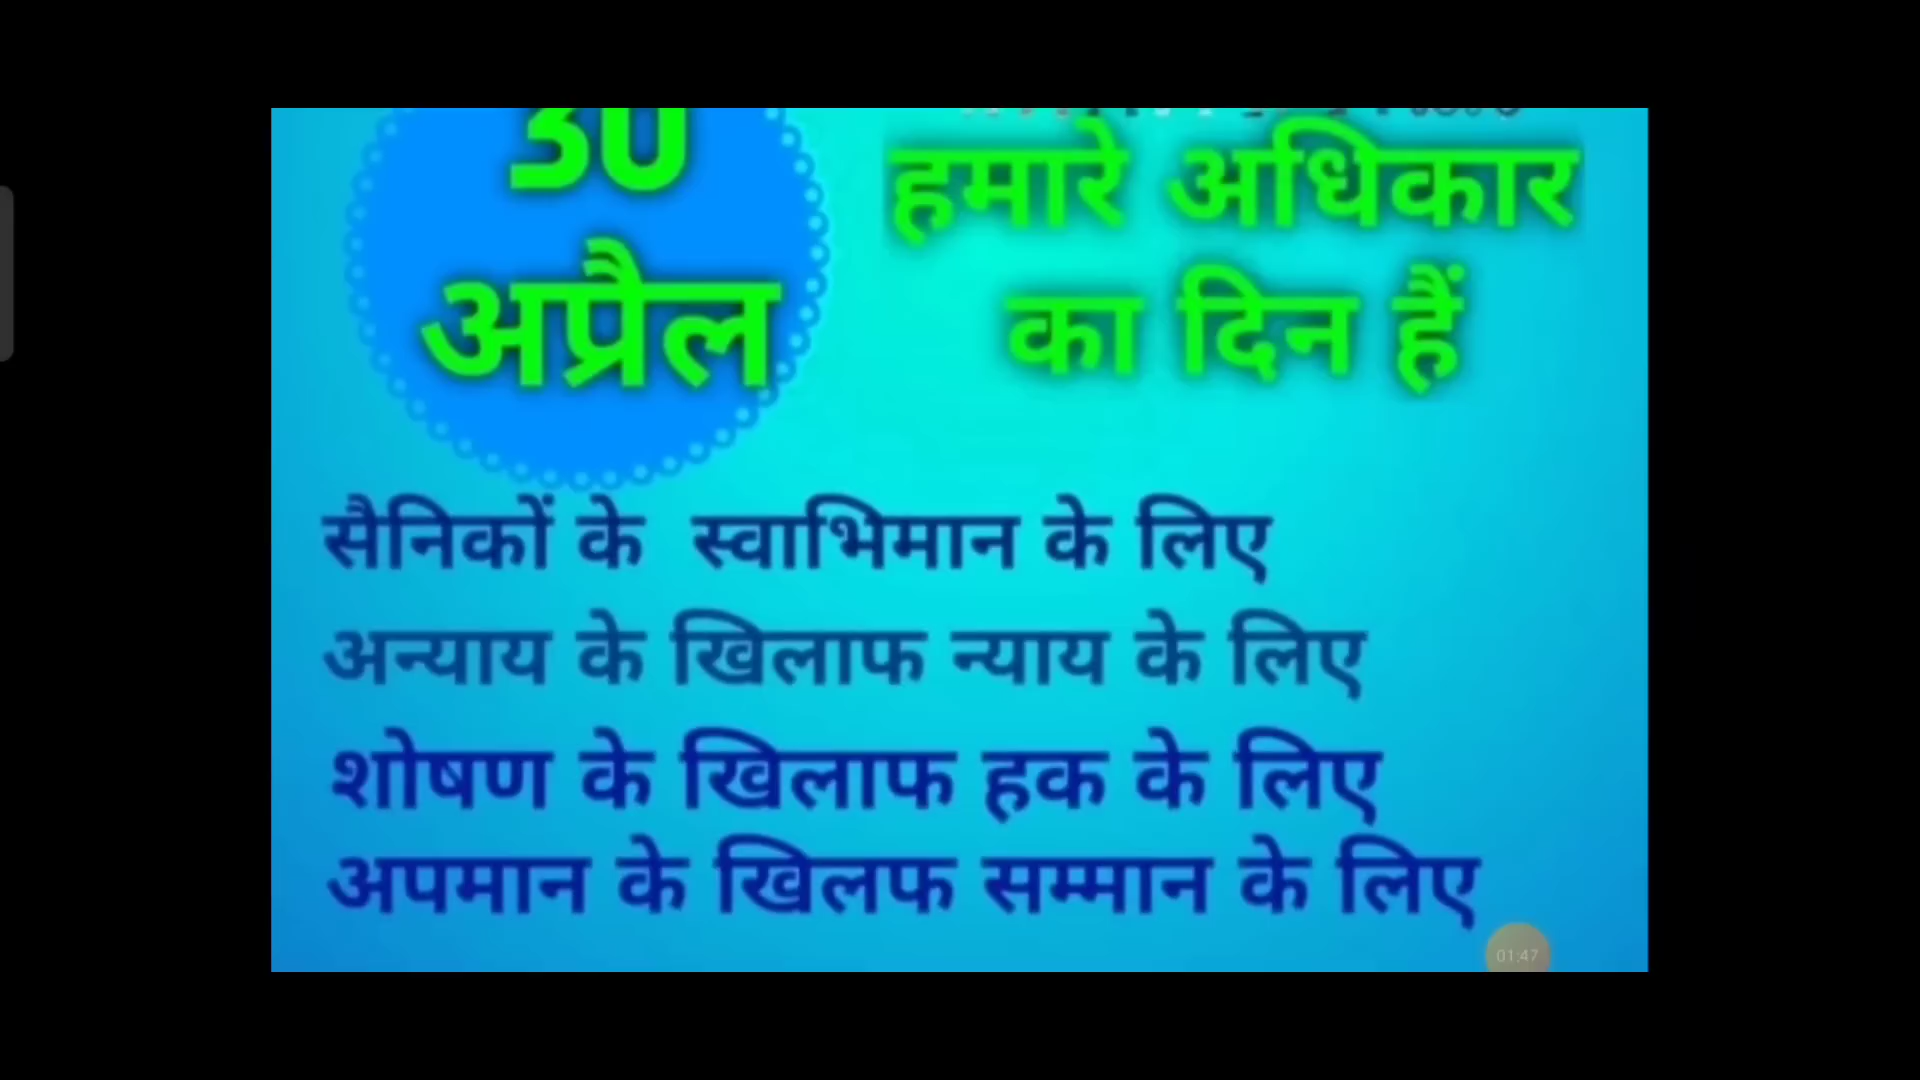 30
अप्रैल
हमारे अधिकार
का दिन हैं
सैनिकों के स्वाभिमान के लिए
अन्याय के खिलाफ न्याय के लिए
शोषण के खिलाफ हक के लिए
अपमान के खिलफ सम्मान के लिए
01:47